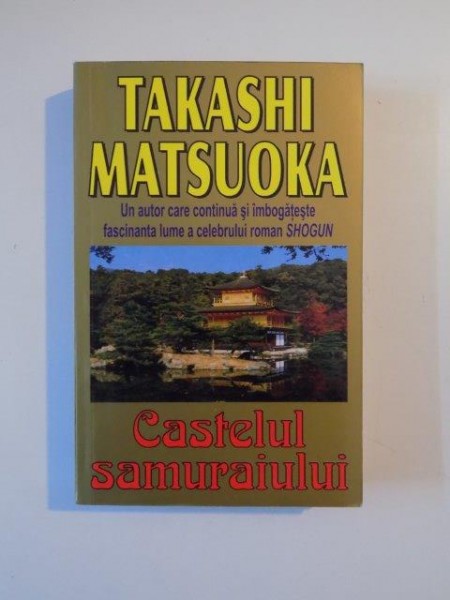 TAKASHI
MATSUOKA
Un autor care continuă şi îmbogăţeşte
fascinanta lume a celebrului roman SHOGUN
Castelul
samuraiului